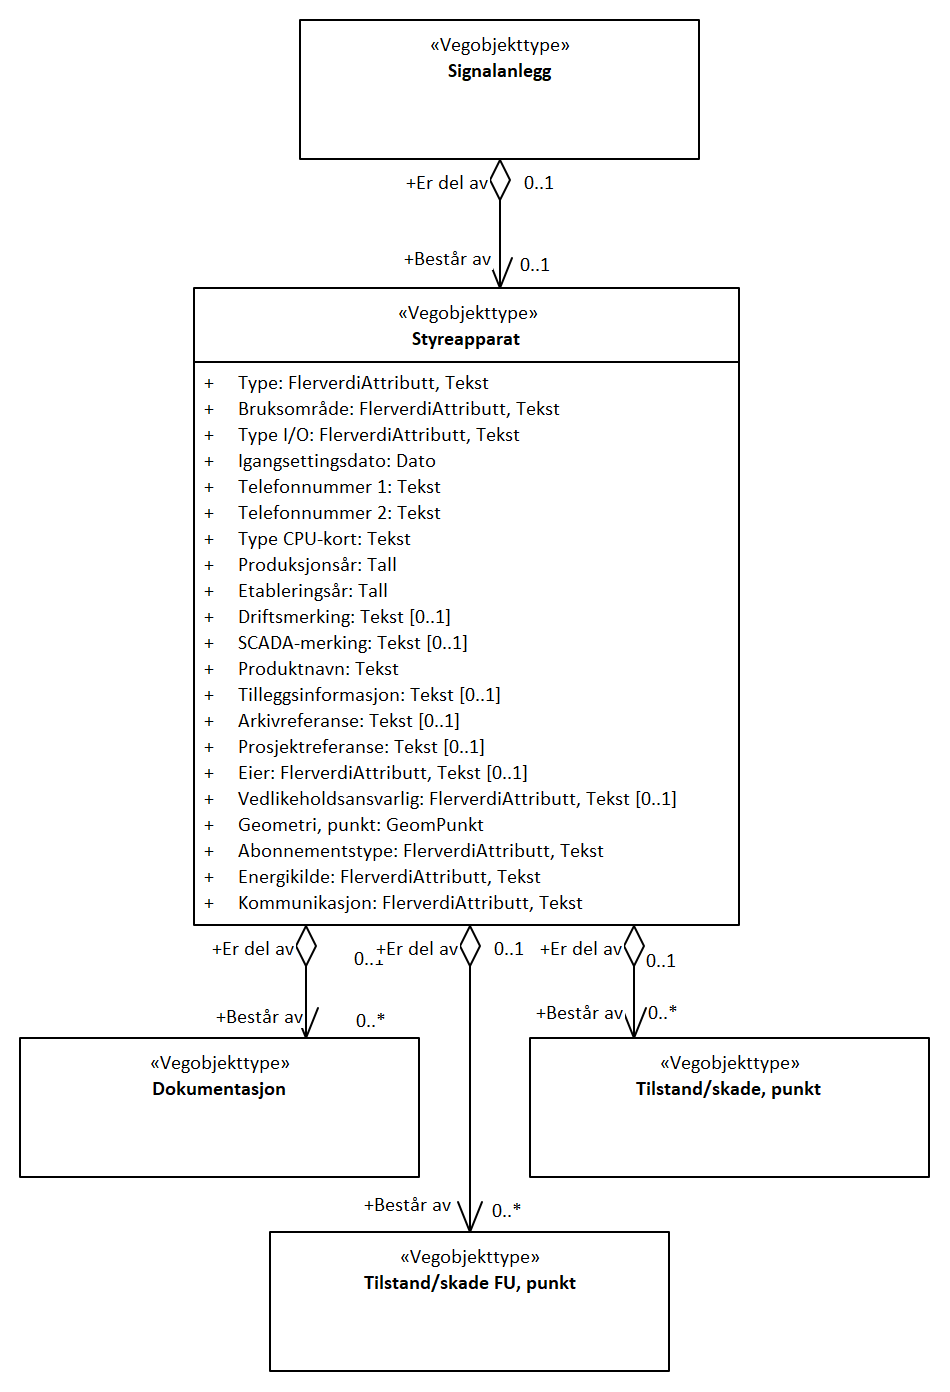 «Vegobjekttype»
Signalanlegg
+Er del av
0..1
+Består av
0..1
«Vegobjekttype»
Styreapparat
+ Type: FlerverdiAttributt, Tekst
+ Bruksområde: FlerverdiAttributt, Tekst
+ Type I/O: FlerverdiAttributt, Tekst
+ Igangsettingsdato: Dato
+ Telefonnummer 1: Tekst
+ Telefonnummer 2: Tekst
+ Type CPU-kort: Tekst
+ Produksjonsår: Tall
+ Etableringsår: Tall
+ Driftsmerking: Tekst [0..1]
+ SCADA-merking: Tekst [0..1]
+ Produktnavn: Tekst
+ Tilleggsinformasjon: Tekst [0..1]
+ Arkivreferanse: Tekst [0..1]
+ Prosjektreferanse: Tekst [0..1]
+ Eier: FlerverdiAttributt, Tekst [0..1]
+ Vedlikeholdsansvarlig: FlerverdiAttributt, Tekst [0..1]
+ Geometri, punkt: GeomPunkt
+ Abonnementstype: FlerverdiAttributt, Tekst
+ Energikilde: FlerverdiAttributt, Tekst
+ Kommunikasjon: FlerverdiAttributt, Tekst
+Er del av
0..1
+Er del av
0..1
+Er del av
0..1
+Består av
0..*
+Består av
0..*
«Vegobjekttype»
Dokumentasjon
«Vegobjekttype»
Tilstand/skade, punkt
+Består av
0..*
«Vegobjekttype»
Tilstand/skade FU, punkt